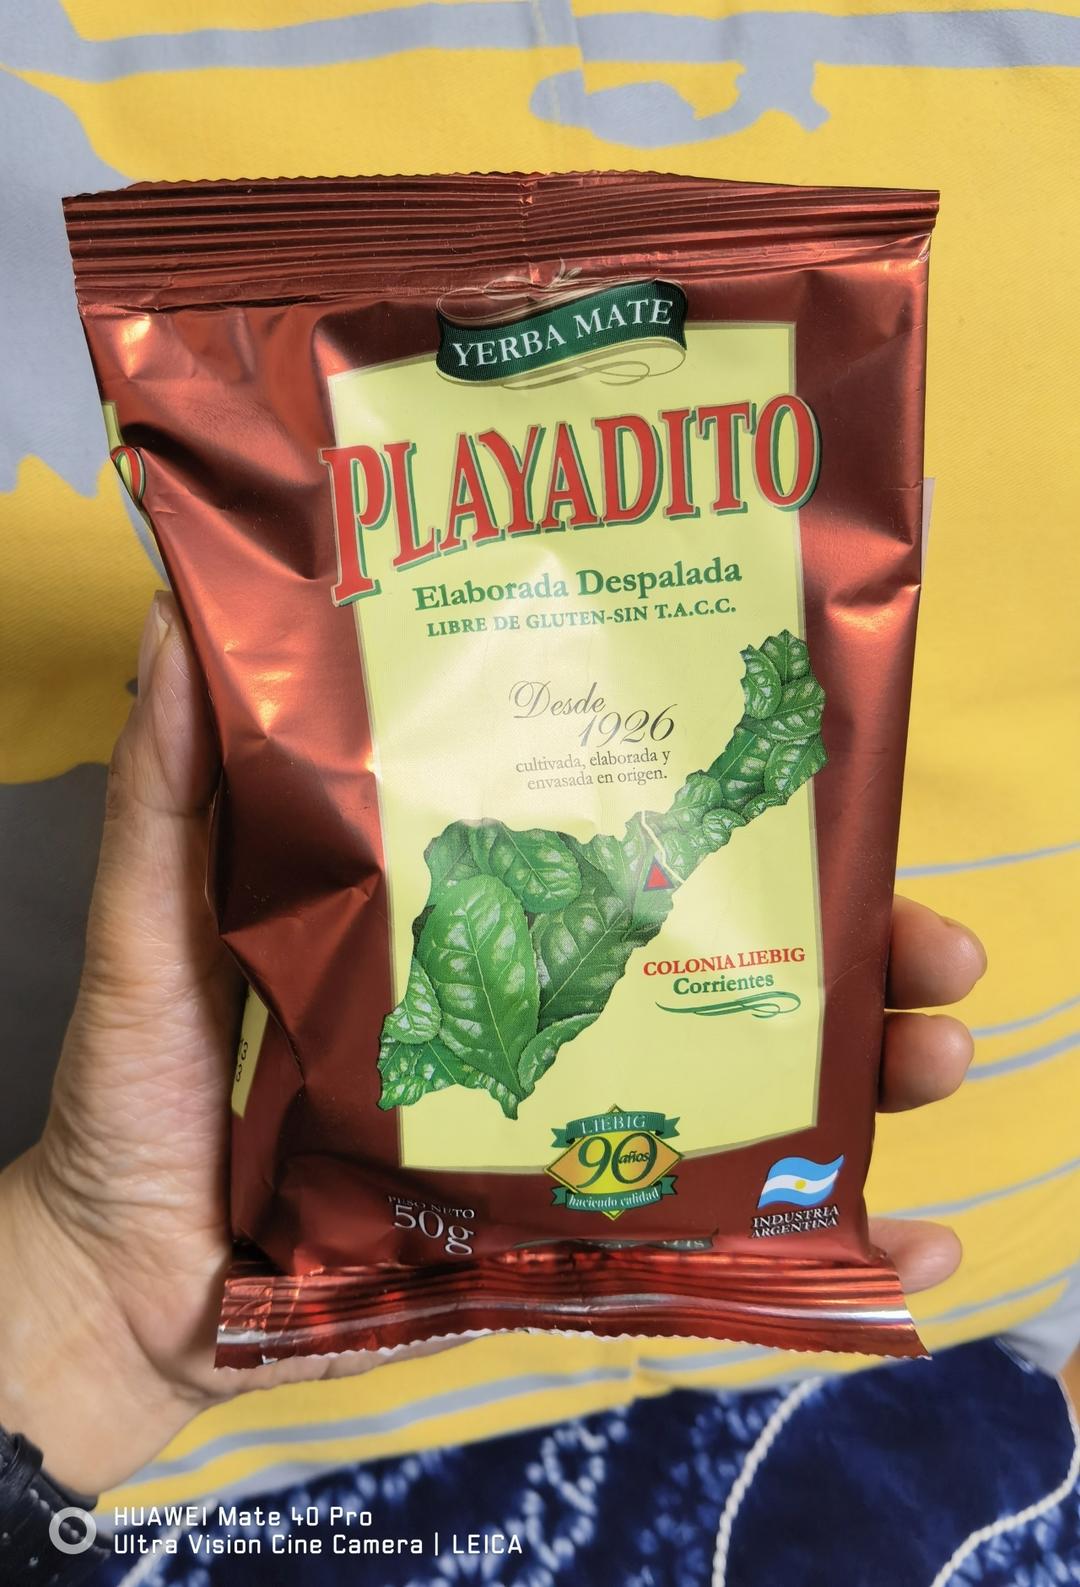 YERBA MATE
PLAYADITO
Elaborada Despalada
LIBRE DE GLUTEN-SIN T.A.C.C.
Desde
1926
cultivada, elaborada y
envasada en origen.
COLONIA LIEBIG
Corrientes
LIEBIG
90 años
haciendo calidad
PESO NETO
50g
INDUSTRIA
ARGENTINA
HUAWEI Mate 40 Pro
Ultra Vision Cine Camera | LEICA